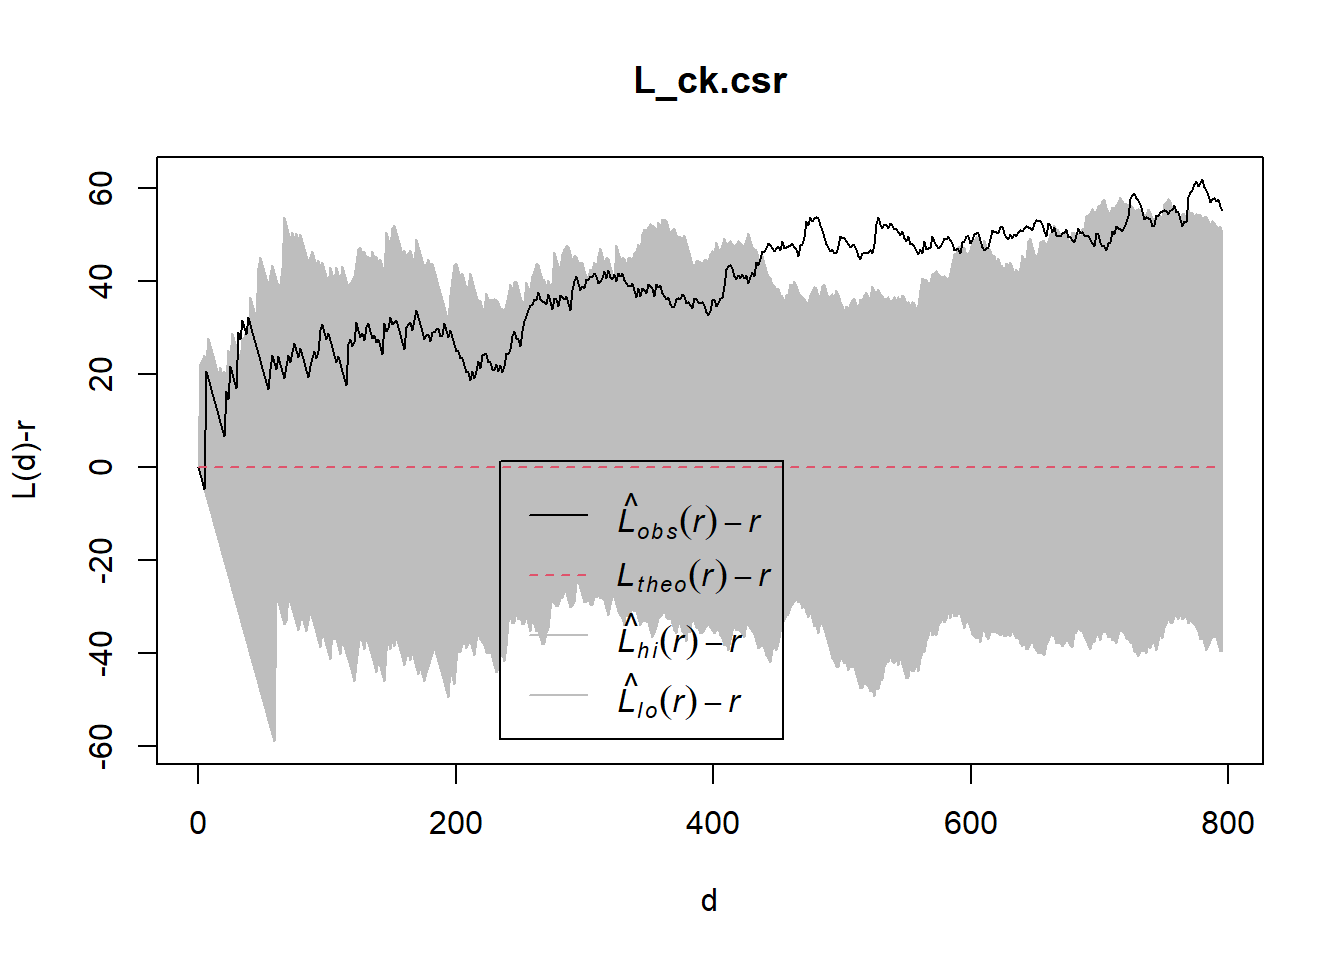 L_ck.csr
L(d)-r
60
40
20
0
-20
-40
-60
L̂obs(r) − r
Ltheo(r) − r
L̂hi(r) − r
L̂lo(r) − r
0 200 400 600 800
d